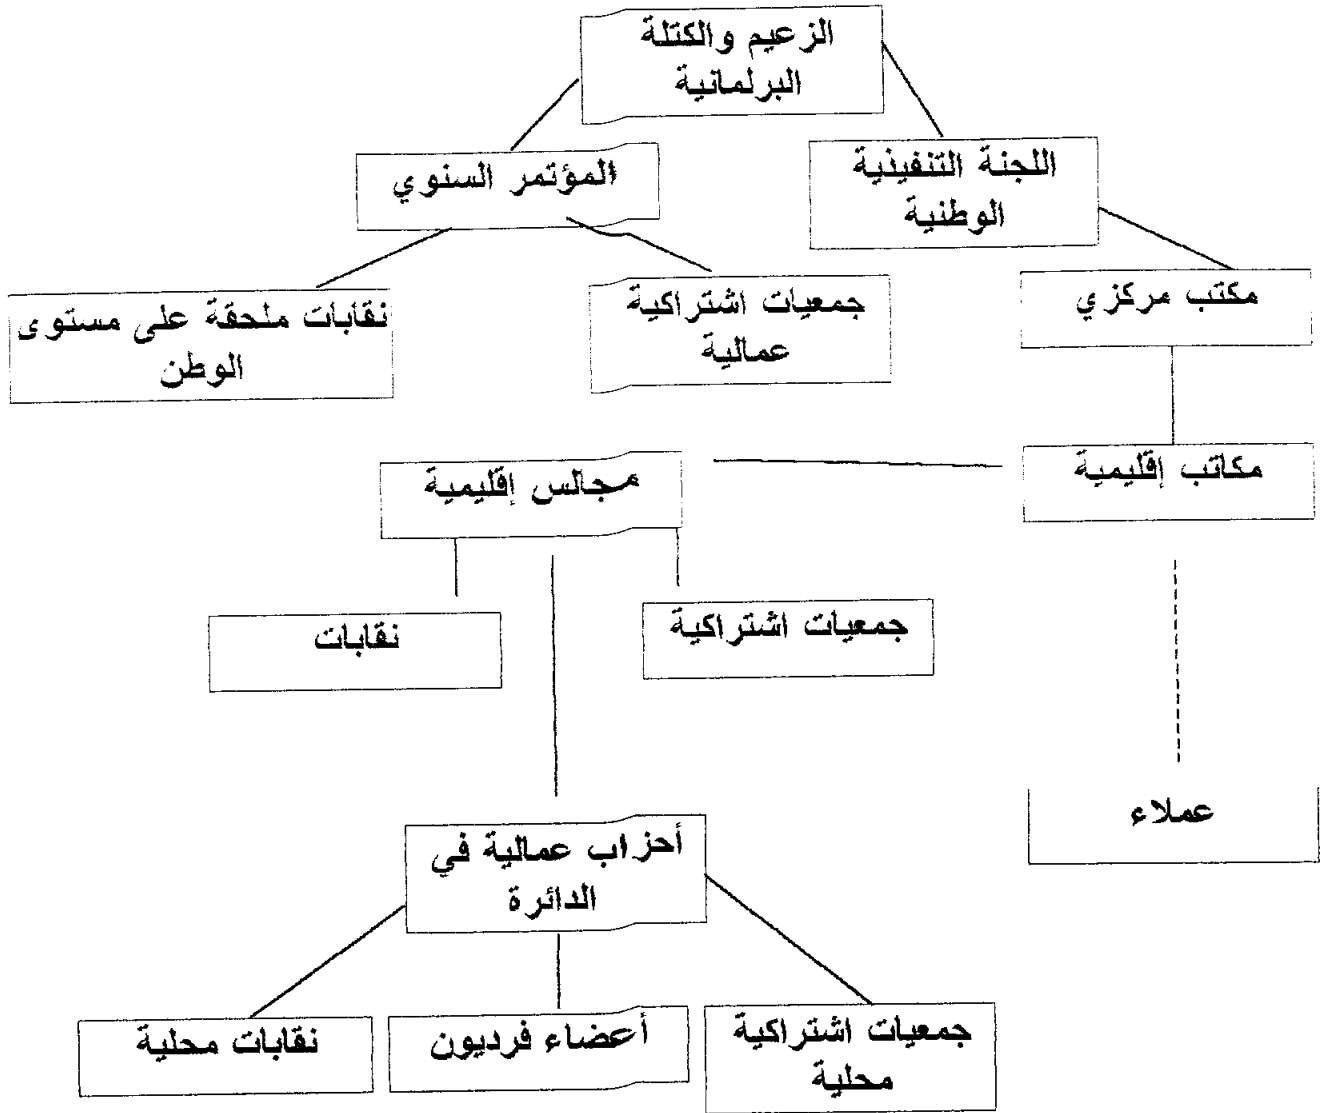 الزعيم والكتلة
البرلمانية
اللجنة التنفيذية
الوطنية
المؤتمر السنوي
مكتب مركزي
جمعيات اشتراكية
عمالية
نقابات ملحقة على مستوى
الوطن
مكاتب إقليمية
مجالس إقليمية
جمعيات اشتراكية
نقابات
عملاء
أحزاب عمالية في
الدائرة
جمعيات اشتراكية
محلية
أعضاء فرديون
نقابات محلية